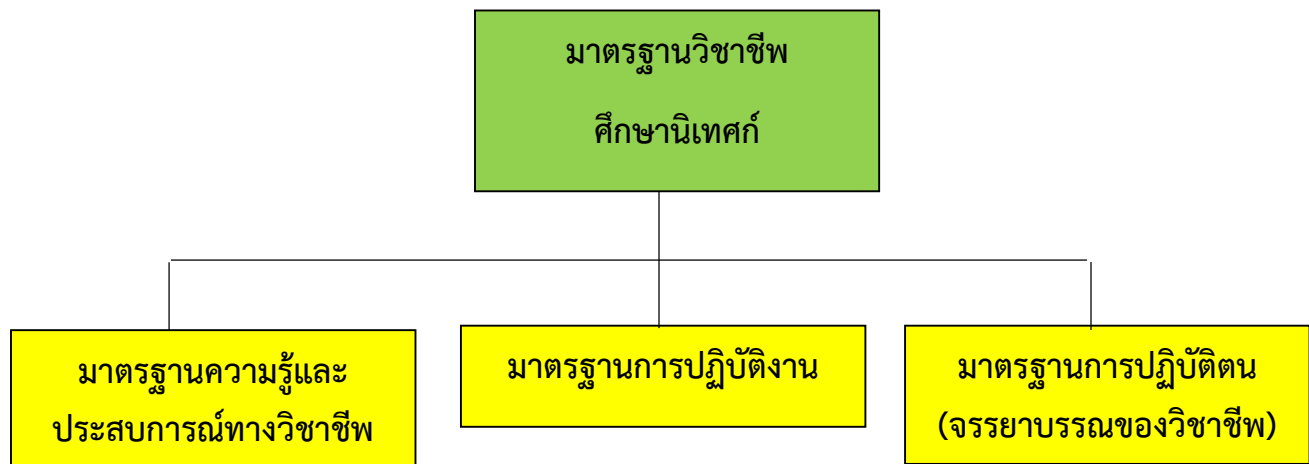 มาตรฐานวิชาชีพ
ศึกษานิเทศก์
มาตรฐานความรู้และ
ประสบการณ์ทางวิชาชีพ
มาตรฐานการปฏิบัติงาน
มาตรฐานการปฏิบัติตน
(จรรยาบรรณของวิชาชีพ)